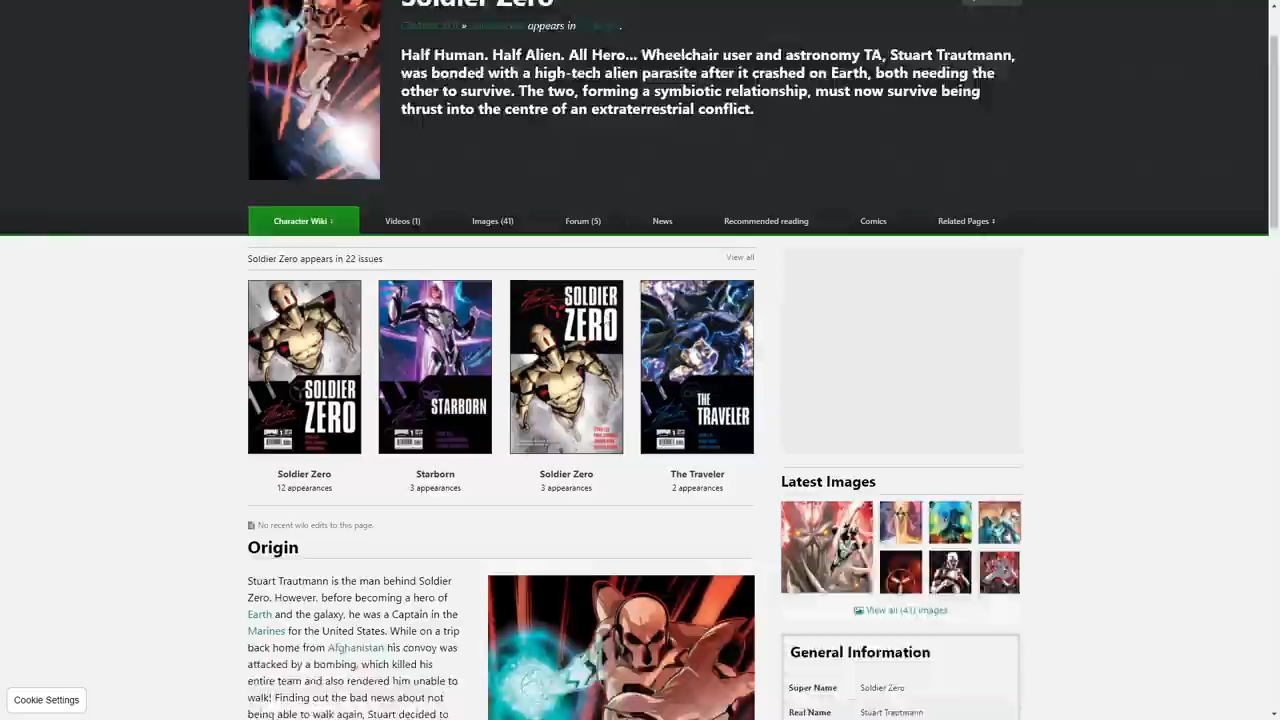 Soldier Zero
appears in
Half Human. Half Alien. All Hero... Wheelchair user and astronomy TA, Stuart Trautmann,
was bonded with a high-tech alien parasite after it crashed on Earth, both needing the
other to survive. The two, forming a symbiotic relationship, must now survive being
thrust into the centre of an extraterrestrial conflict.
Character Wiki
Videos (1)
Images (41)
Forum (5)
News
Recommended reading
Comics
Related Pages
Soldier Zero appears in 22 issues
View all
SOLDIER
ZERO
STARBORN
SOLDIER
ZERO
THE
TRAVELER
Soldier Zero
12 appearances
Starborn
3 appearances
Soldier Zero
3 appearances
The Traveler
2 appearances
No recent wiki edits to this page.
Origin
Stuart Trautmann is the man behind Soldier
Zero. However, before becoming a hero of
Earth and the galaxy, he was a Captain in the
Marines for the United States. While on a trip
back home from Afghanistan his convoy was
attacked by a bombing, which killed his
entire team and also rendered him unable to
walk! Finding out the bad news about not
being able to walk again, Stuart decided to
Latest Images
View all (41) images
General Information
Super Name Soldier Zero
Real Name Stuart Trautmann
Cookie Settings